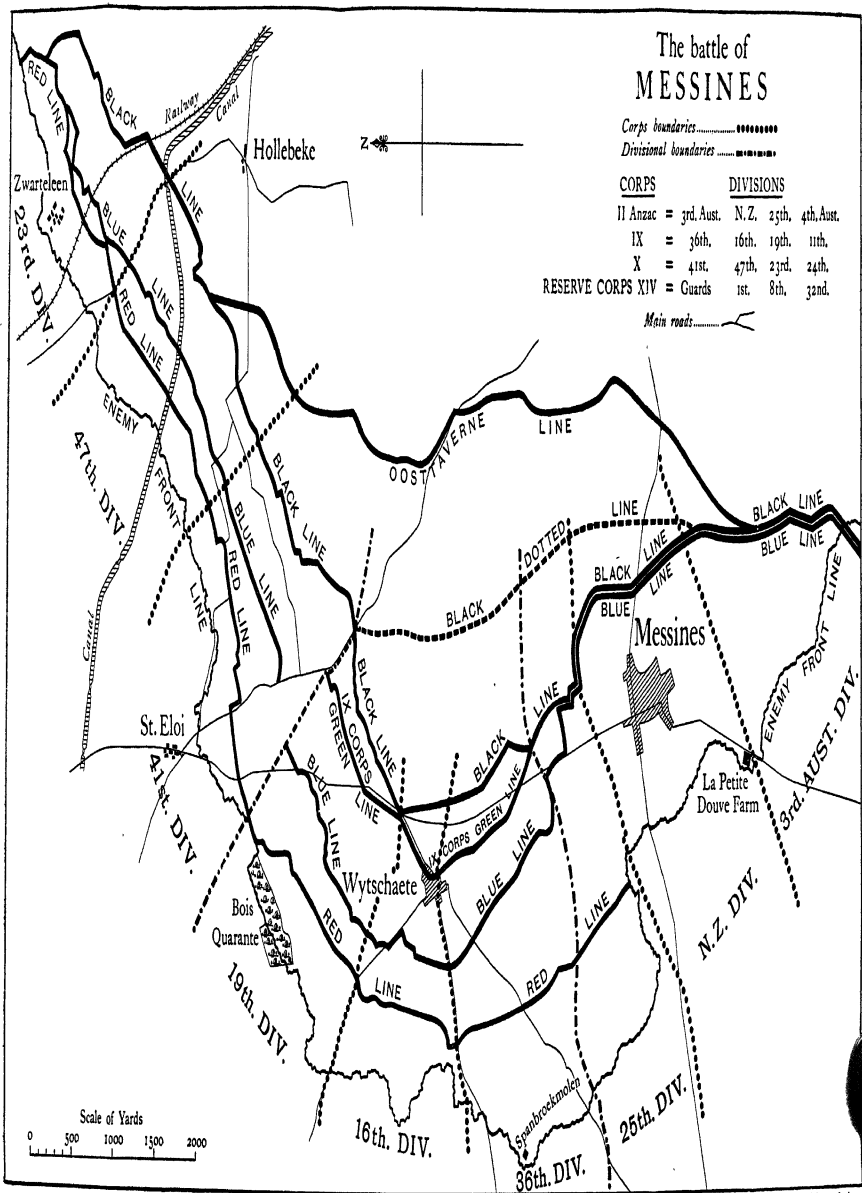 The battle of
MESSINES
Corps boundaries
Divisional boundaries
CORPS DIVISIONS
II Anzac = 3rd. Aust. N.Z. 25th, 4th, Aust.
IX = 36th, 16th. 19th. 11th,
X = 41st. 47th, 23rd. 24th,
RESERVE CORPS XIV = Guards 1st. 8th, 32nd.
Main roads
Z
RED LINE
BLACK
Railway
Canal
Hollebeke
Zwarteleen
LINE
23rd. DIV.
BLUE
LINE
RED
LINE
ENEMY
FRONT
LINE
47th. DIV.
OOSTTAVERNE
LINE
BLACK
LINE
BLUE
LINE
RED
LINE
Canal
BLACK
DOTTED
LINE
BLACK LINE
BLUE LINE
BLACK
LINE
BLUE
LINE
Messines
ENEMY FRONT LINE
St. Eloi
41st. DIV.
BLACK
LINE
IX CORPS
GREEN
LINE
BLACK
LINE
IX CORPS GREEN LINE
BLUE
LINE
BLUE
LINE
La Petite
Douve Farm
3rd. AUST. DIV.
Wytschaete
Bois
Quarante
RED
LINE
RED
LINE
N.Z. DIV.
19th. DIV.
16th. DIV.
Spanbroekmolen
36th. DIV.
25th. DIV.
Scale of Yards
0 500 1000 1500 2000